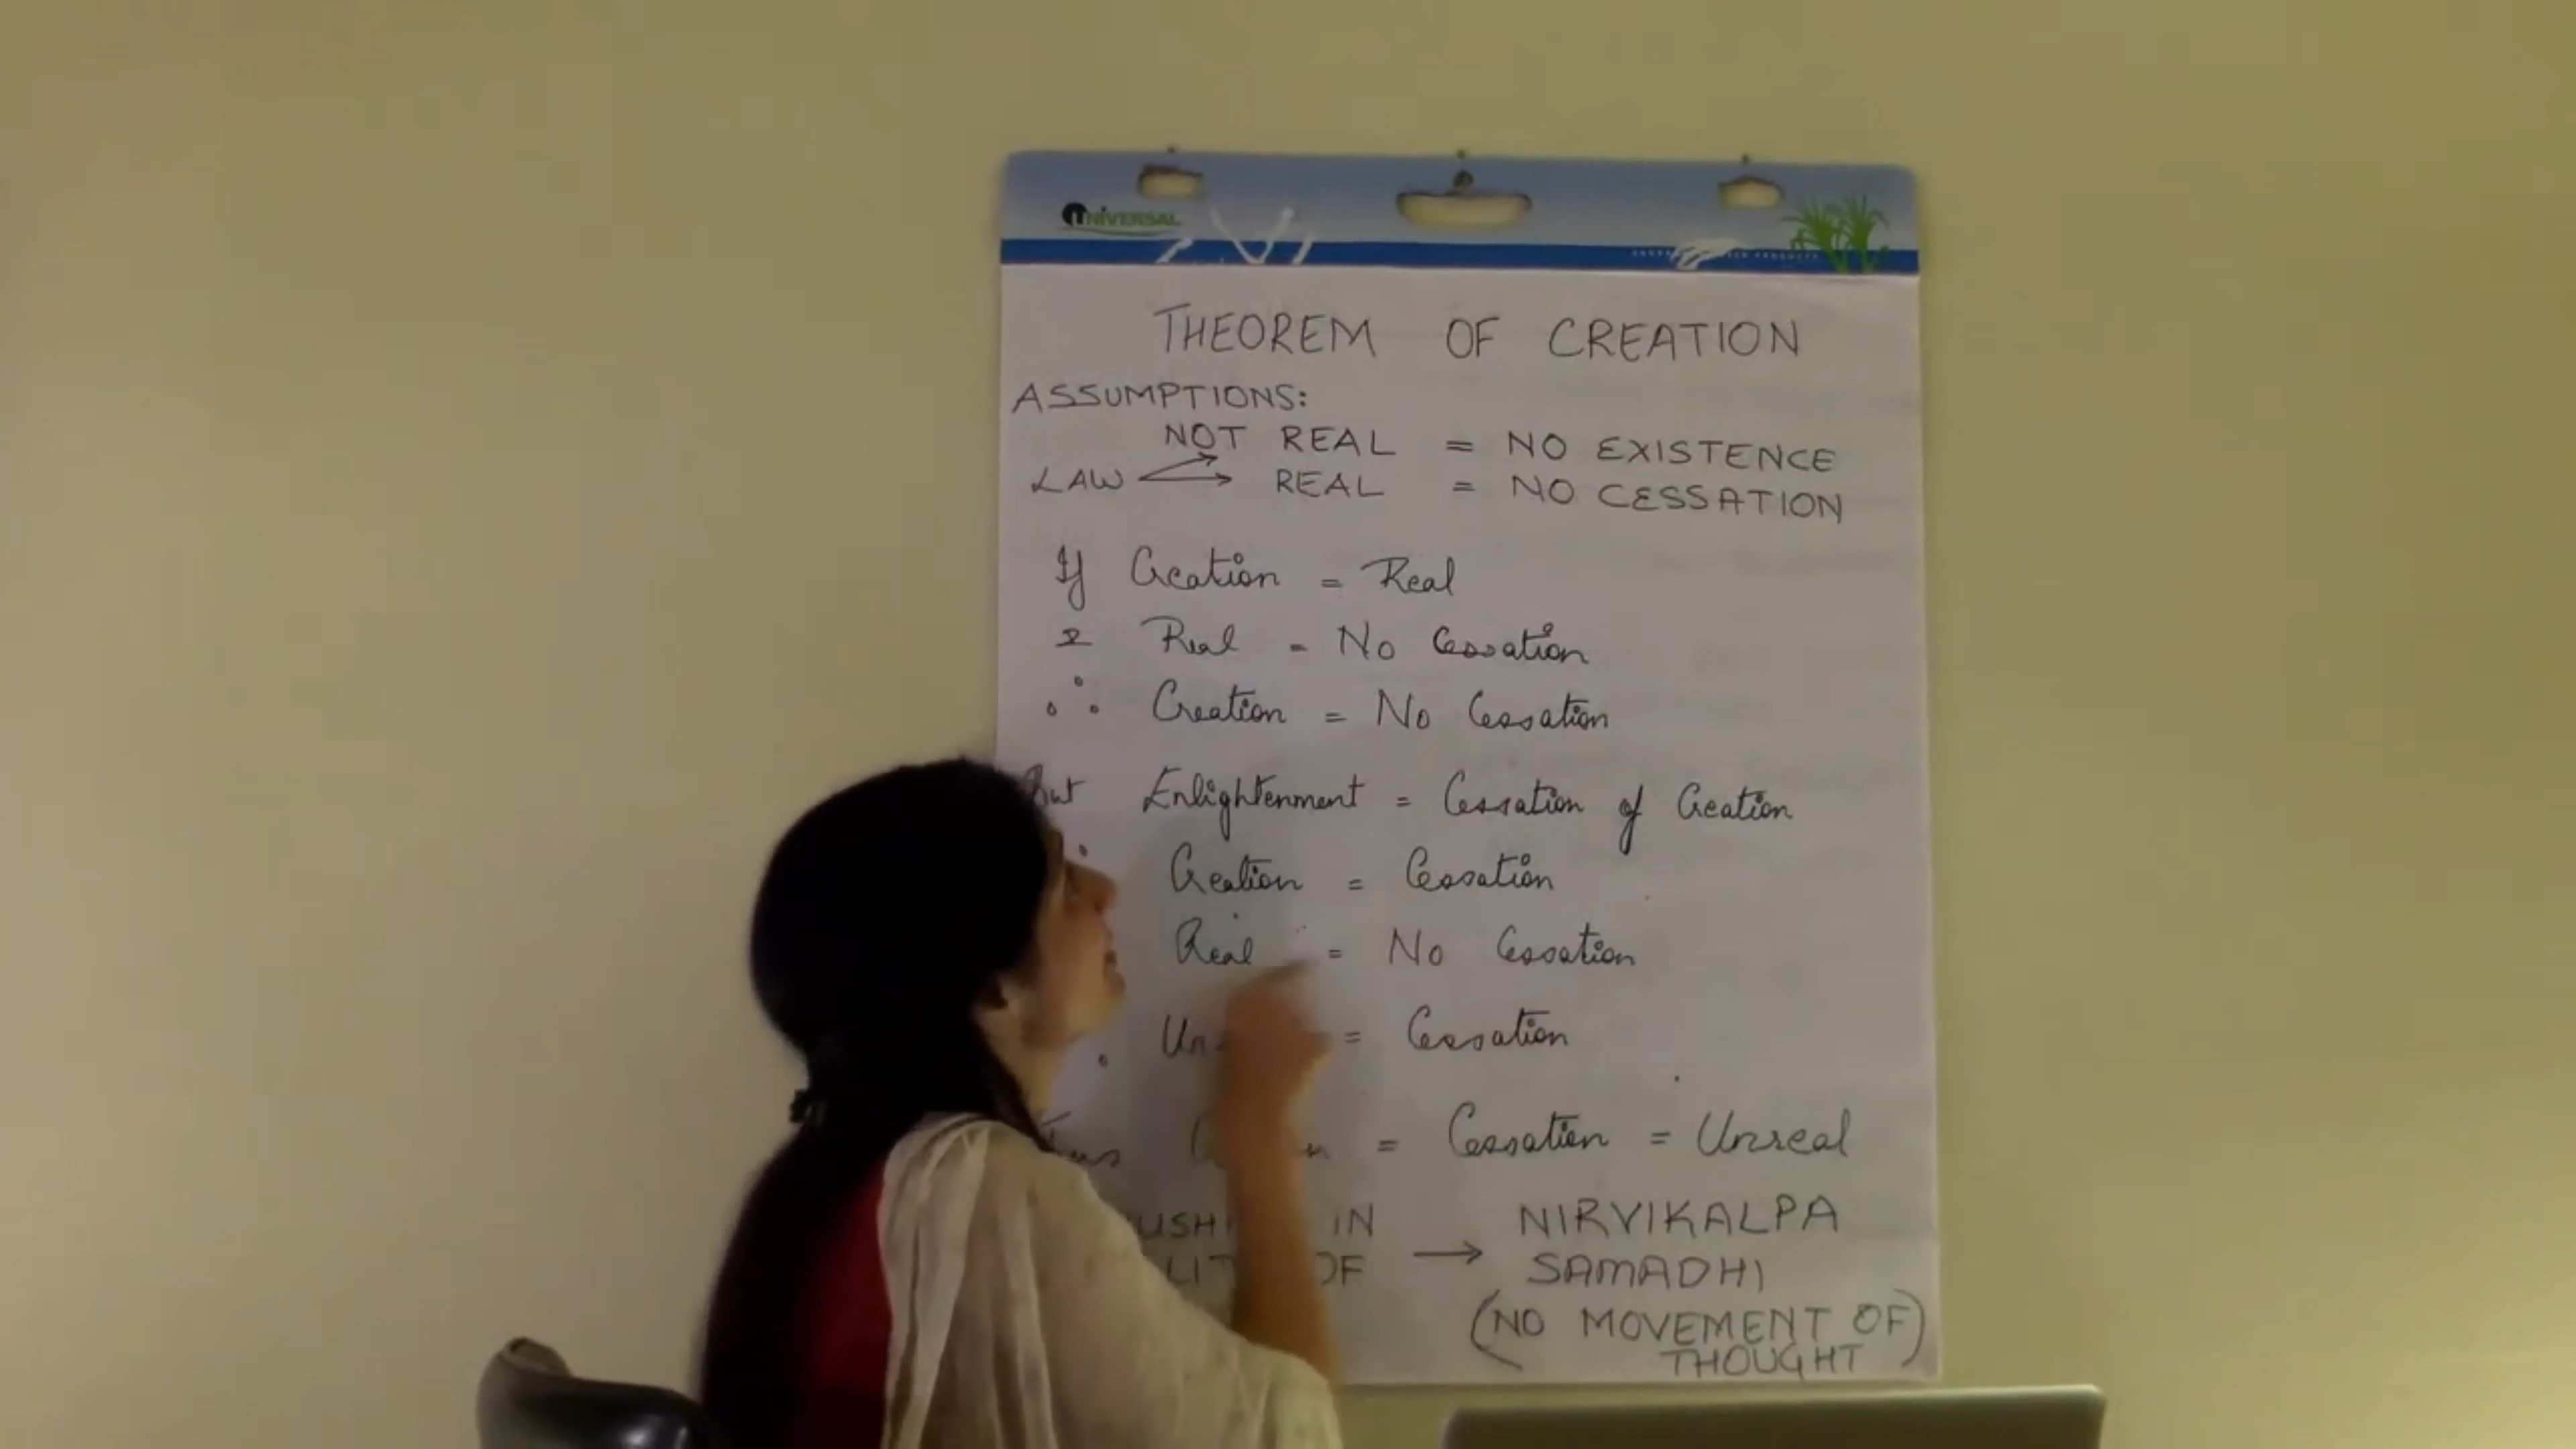 UNIVERSAL
THEOREM OF CREATION
ASSUMPTIONS:
NOT REAL = NO EXISTENCE
LAW REAL = NO CESSATION
If Creation = Real
& Real = No Cessation
∴ Creation = No Cessation
But Enlightenment = Cessation of Creation
Creation = Cessation
Real = No Cessation
= Cessation
= Cessation = Unreal
IN → NIRVIKALPA
OF SAMADHI
(NO MOVEMENT OF
THOUGHT)